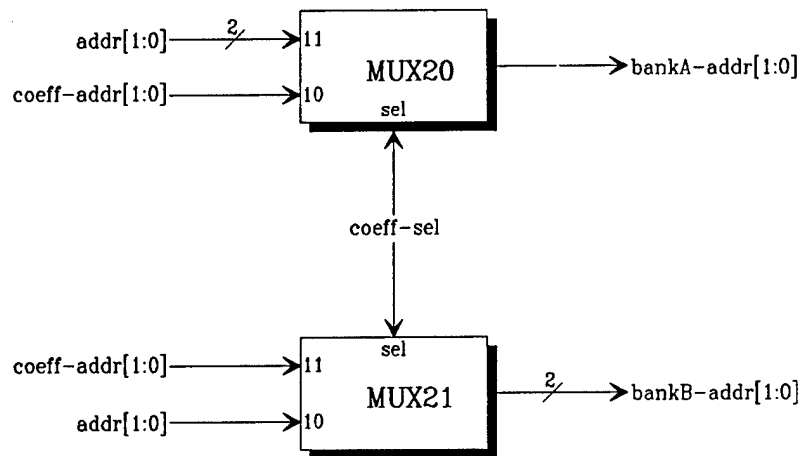 addr[1:0]
2
11
MUX20
bankA-addr[1:0]
coeff-addr[1:0]
10
sel
coeff-sel
sel
coeff-addr[1:0]
11
MUX21
2
bankB-addr[1:0]
addr[1:0]
10